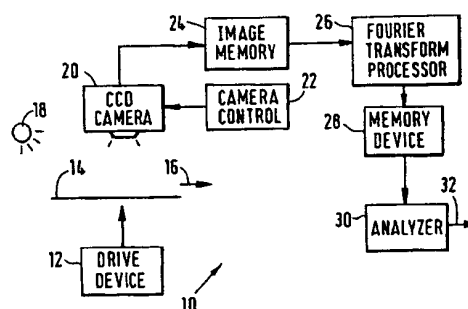 24
IMAGE
MEMORY
26
FOURIER
TRANSFORM
PROCESSOR
20
CCD
CAMERA
CAMERA
CONTROL
22
18
28
MEMORY
DEVICE
14
16
30
ANALYZER
32
12
DRIVE
DEVICE
10